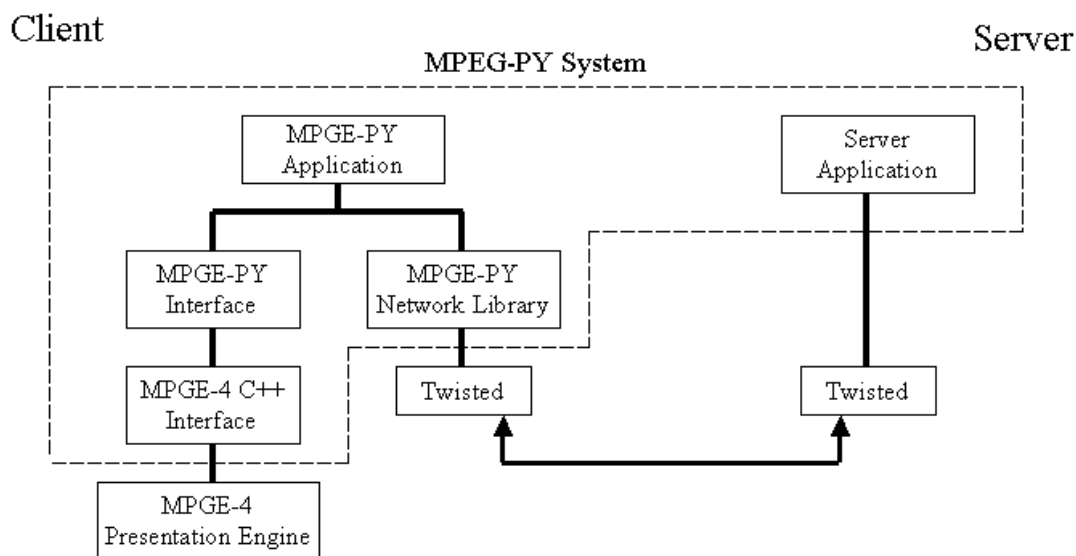 Client
Server
MPEG-PY System
MPGE-PY
Application
Server
Application
MPGE-PY
Interface
MPGE-PY
Network Library
MPGE-4 C++
Interface
Twisted
Twisted
MPGE-4
Presentation Engine